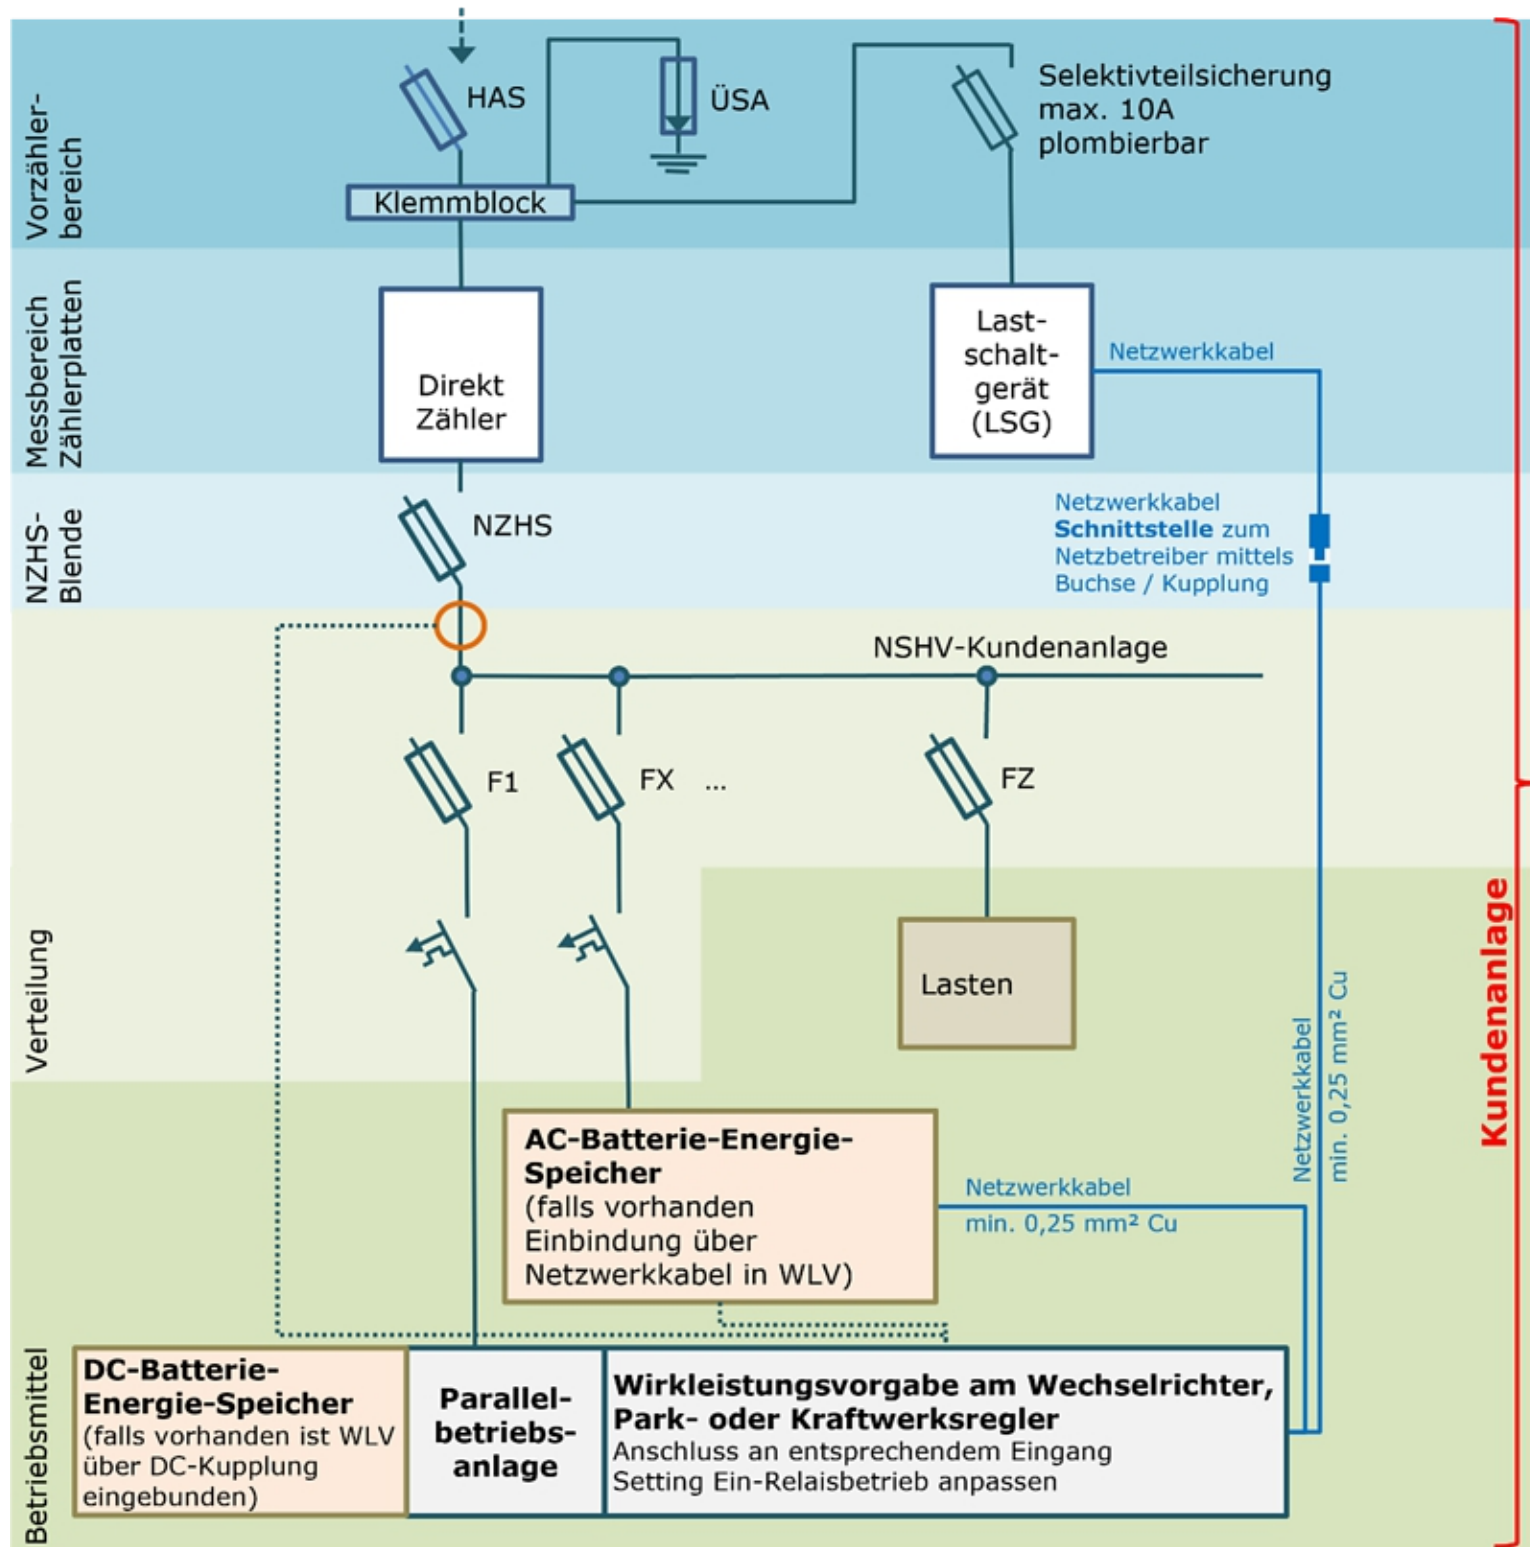 HAS
ÜSA
Selektivteilsicherung
max. 10A
plombierbar
Vorzähler-
bereich
Klemmblock
Messbereich
Zählerplatten
Direkt
Zähler
Last-
schalt-
gerät
(LSG)
Netzwerkkabel
NZHS-
Blende
NZHS
Netzwerkkabel
Schnittstelle zum
Netzbetreiber mittels
Buchse / Kupplung
NSHV-Kundenanlage
F1
FX ...
FZ
Verteilung
Lasten
Kundenanlage
Netzwerkkabel
min. 0,25 mm² Cu
AC-Batterie-Energie-
Speicher
(falls vorhanden
Einbindung über
Netzwerkkabel in WLV)
Netzwerkkabel
min. 0,25 mm² Cu
Betriebsmittel
DC-Batterie-
Energie-Speicher
(falls vorhanden ist WLV
über DC-Kupplung
eingebunden)
Parallel-
betriebs-
anlage
Wirkleistungsvorgabe am Wechselrichter,
Park- oder Kraftwerksregler
Anschluss an entsprechendem Eingang
Setting Ein-Relaisbetrieb anpassen